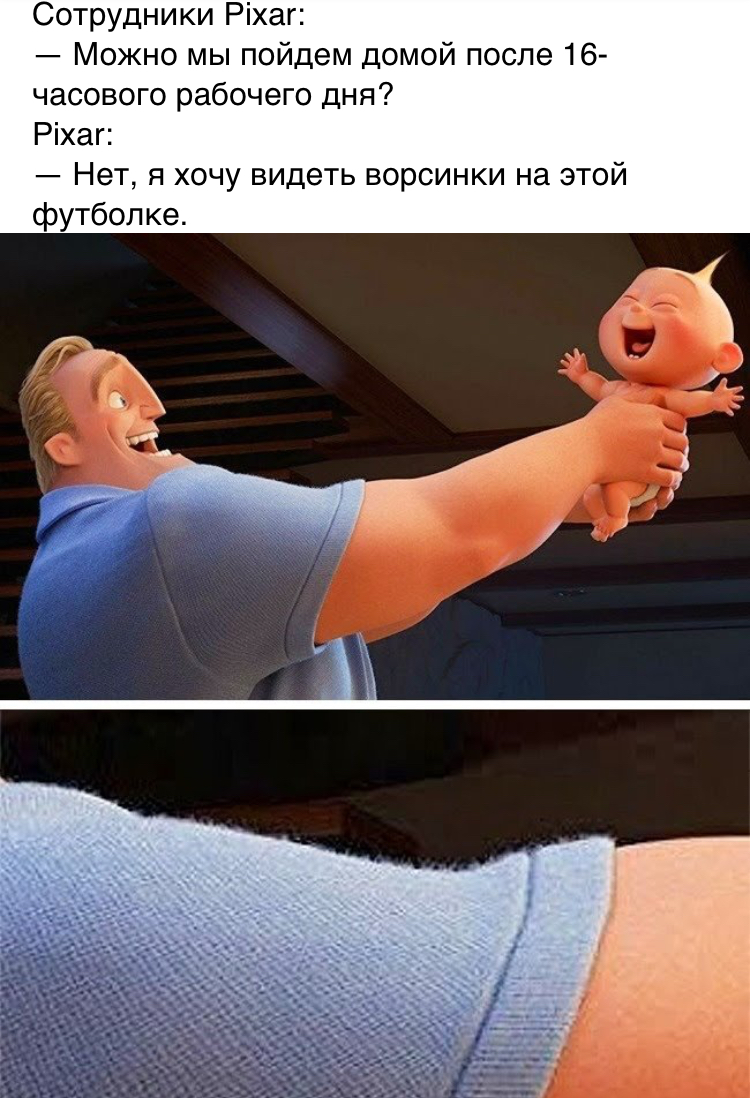 Сотрудники Pixar:
— Можно мы пойдем домой после 16-
часового рабочего дня?
Pixar:
— Нет, я хочу видеть ворсинки на этой
футболке.